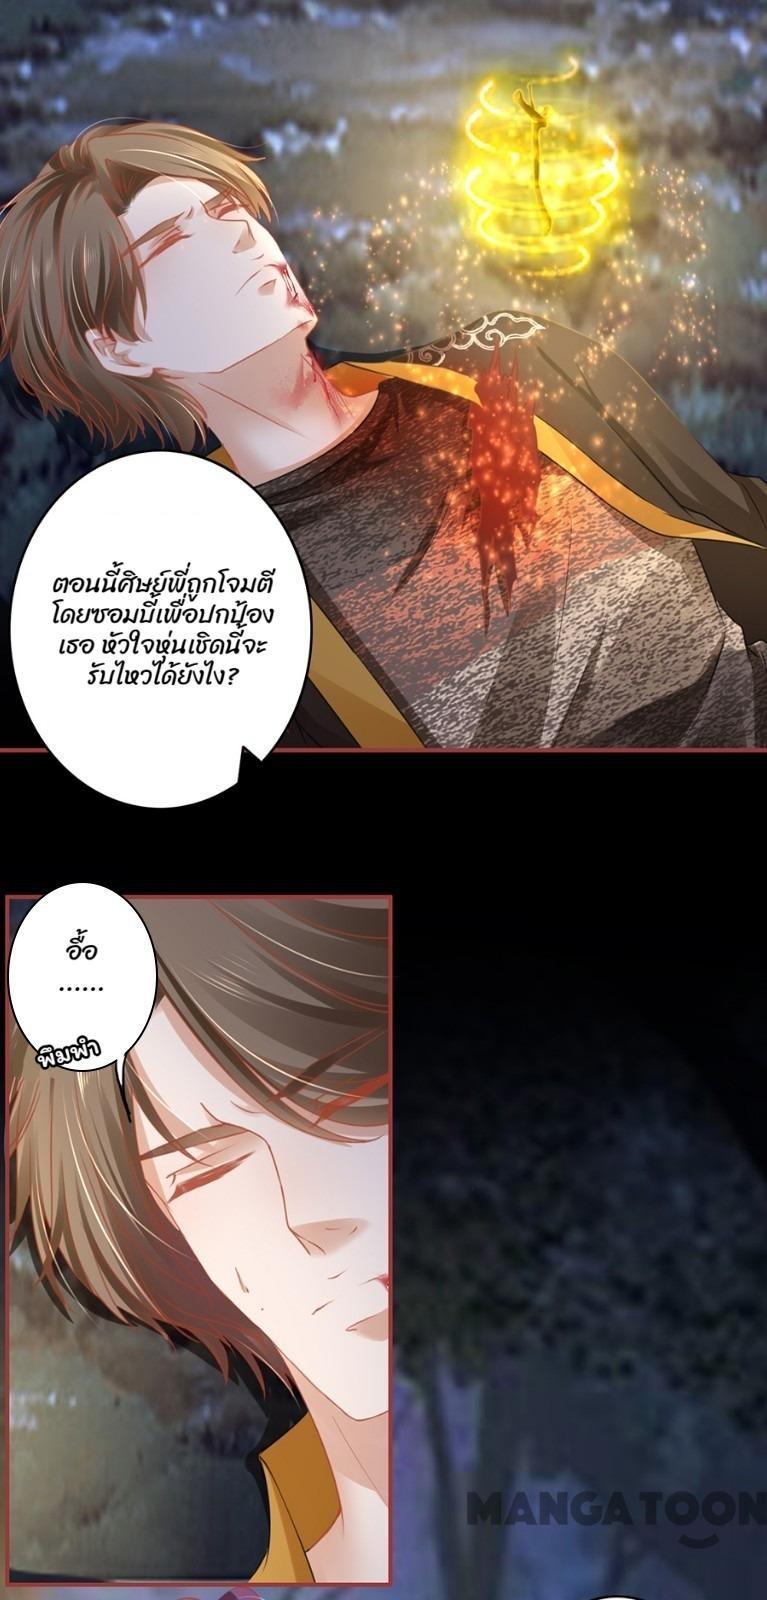 ตอนนี้ศิษย์พี่ถูกโจมตี
โดยซอมบี้เพื่อปกป้อง
เธอ หัวใจหุ่นเชิดนี้จะ
รับไหวได้ยังไง?
อื้อ
......
พึมพำ
MANGATOON